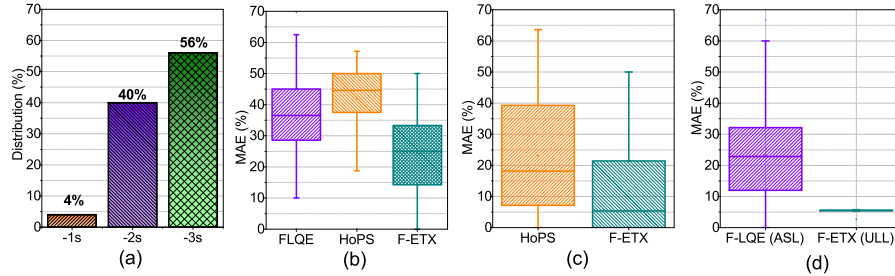 Distribution (%)
70
60
50
40
30
20
10
0
4%
40%
56%
-1s
-2s
-3s
(a)
MAE (%)
70
60
50
40
30
20
10
0
FLQE
HoPS
F-ETX
(b)
MAE (%)
70
60
50
40
30
20
10
0
HoPS
F-ETX
(c)
MAE (%)
70
60
50
40
30
20
10
0
F-LQE (ASL)
F-ETX (ULL)
(d)